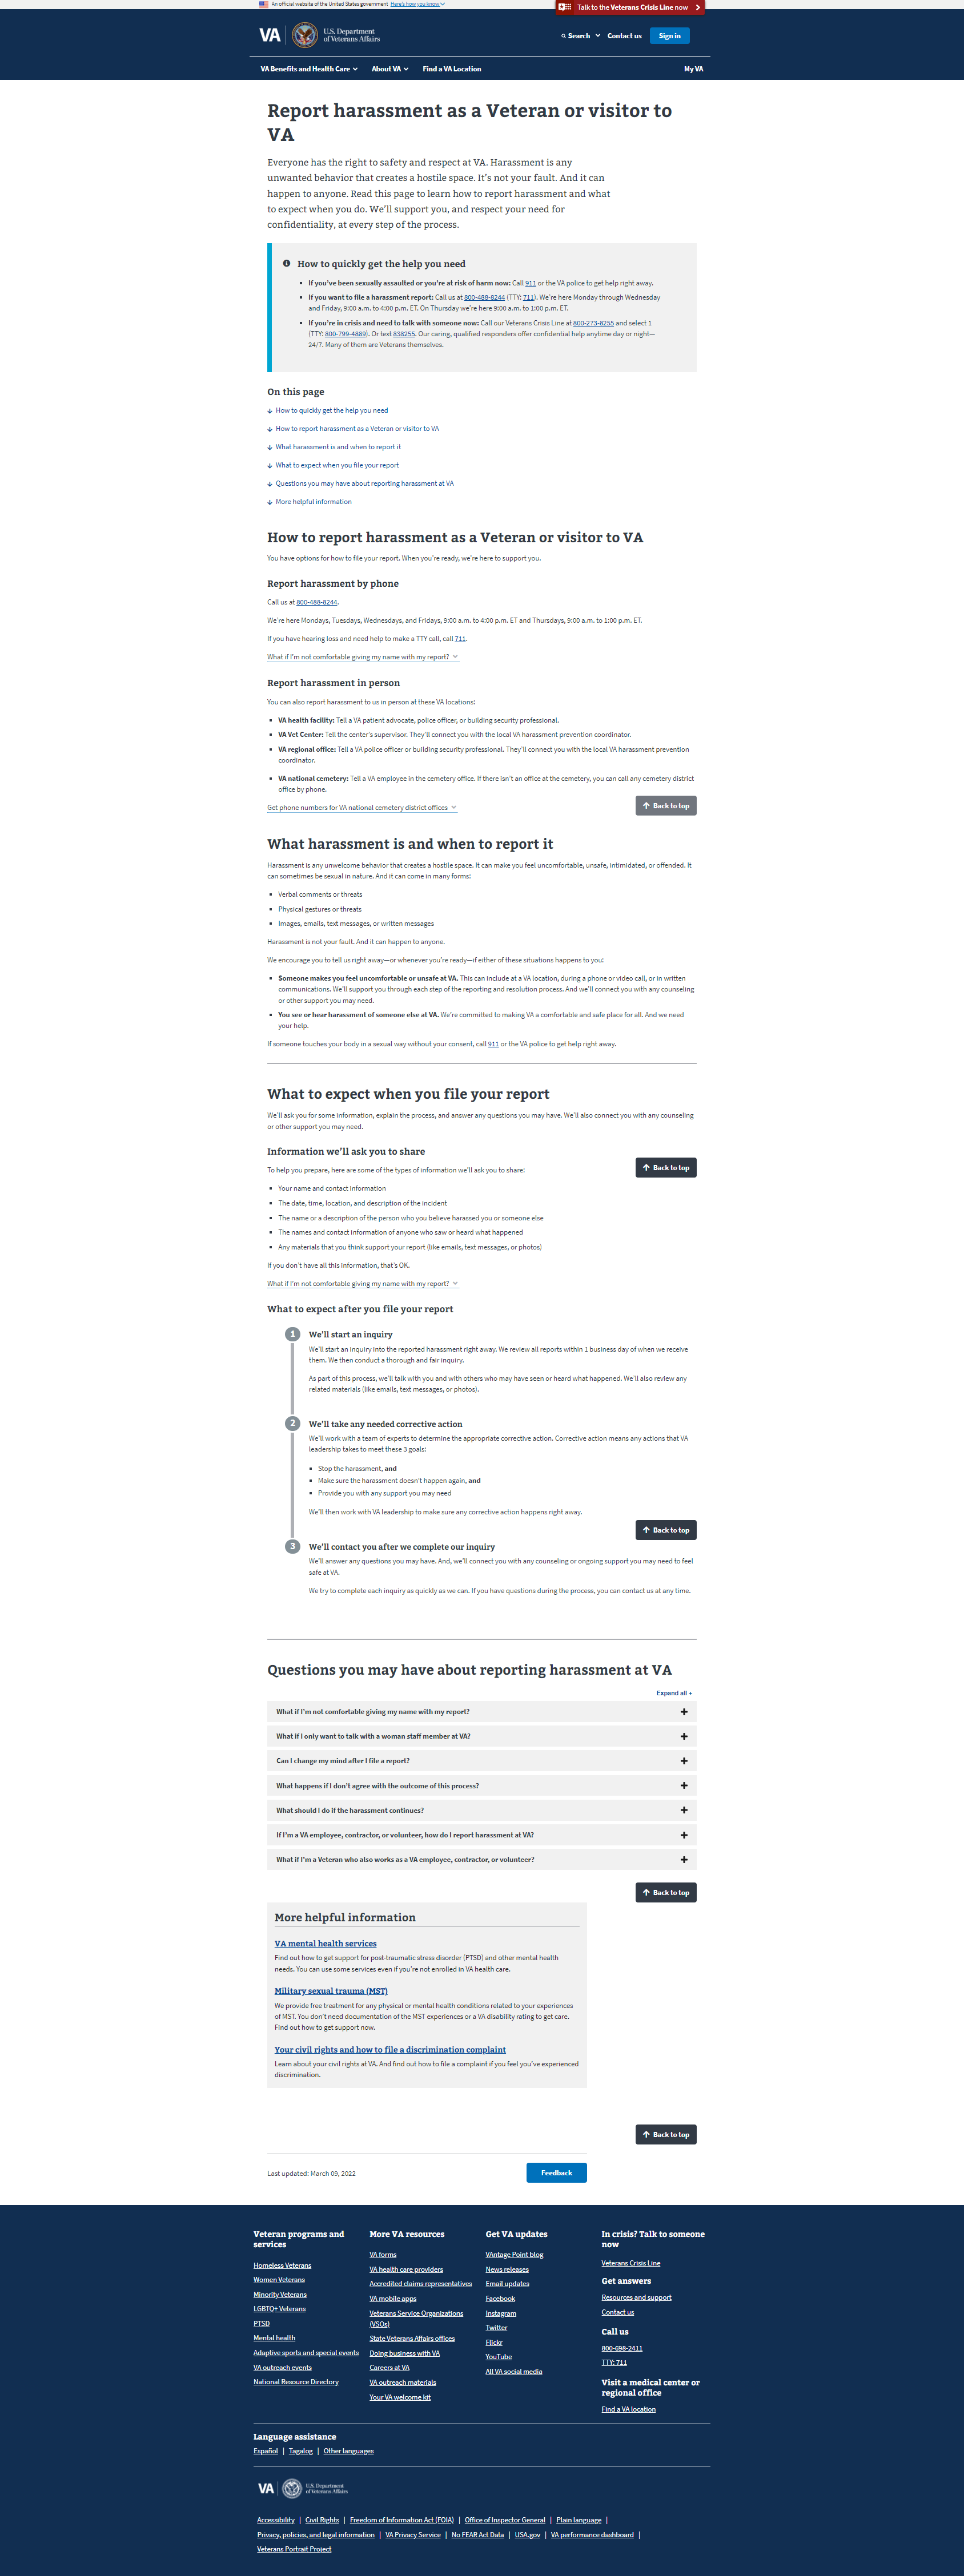 An official website of the United States government Here's how you know
Talk to the Veterans Crisis Line now
VA U.S. Department
of Veterans Affairs
Search Contact us Sign in
VA Benefits and Health Care About VA Find a VA Location My VA
Report harassment as a Veteran or visitor to
VA
Everyone has the right to safety and respect at VA. Harassment is any
unwanted behavior that creates a hostile space. It's not your fault. And it can
happen to anyone. Read this page to learn how to report harassment and what
to expect when you do. We'll support you, and respect your need for
confidentiality, at every step of the process.
How to quickly get the help you need
• If you've been sexually assaulted or you're at risk of harm now: Call 911 or the VA police to get help right away.
• If you want to file a harassment report: Call us at 800-488-8244 (TTY: 711). We're here Monday through Wednesday
and Friday, 9:00 a.m. to 4:00 p.m. ET. On Thursday we're here 9:00 a.m. to 1:00 p.m. ET.
• If you're in crisis and need to talk with someone now: Call our Veterans Crisis Line at 800-273-8255 and select 1
(TTY: 800-799-4889). Or text 838255. Our caring, qualified responders offer confidential help anytime day or night—
24/7. Many of them are Veterans themselves.
On this page
How to quickly get the help you need
How to report harassment as a Veteran or visitor to VA
What harassment is and when to report it
What to expect when you file your report
Questions you may have about reporting harassment at VA
More helpful information
How to report harassment as a Veteran or visitor to VA
You have options for how to file your report. When you're ready, we're here to support you.
Report harassment by phone
Call us at 800-488-8244.
We're here Mondays, Tuesdays, Wednesdays, and Fridays, 9:00 a.m. to 4:00 p.m. ET and Thursdays, 9:00 a.m. to 1:00 p.m. ET.
If you have hearing loss and need help to make a TTY call, call 711.
What if I'm not comfortable giving my name with my report?
Report harassment in person
You can also report harassment to us in person at these VA locations:
• VA health facility: Tell a VA patient advocate, police officer, or building security professional.
• VA Vet Center: Tell the center's supervisor. They'll connect you with the local VA harassment prevention coordinator.
• VA regional office: Tell a VA police officer or building security professional. They'll connect you with the local VA harassment prevention
coordinator.
• VA national cemetery: Tell a VA employee in the cemetery office. If there isn't an office at the cemetery, you can call any cemetery district
office by phone.
Get phone numbers for VA national cemetery district offices
Back to top
What harassment is and when to report it
Harassment is any unwelcome behavior that creates a hostile space. It can make you feel uncomfortable, unsafe, intimidated, or offended. It
can sometimes be sexual in nature. And it can come in many forms:
• Verbal comments or threats
• Physical gestures or threats
• Images, emails, text messages, or written messages
Harassment is not your fault. And it can happen to anyone.
We encourage you to tell us right away—or whenever you're ready—if either of these situations happens to you:
• Someone makes you feel uncomfortable or unsafe at VA. This can include at a VA location, during a phone or video call, or in written
communications. We'll support you through each step of the reporting and resolution process. And we'll connect you with any counseling
or other support you may need.
• You see or hear harassment of someone else at VA. We're committed to making VA a comfortable and safe place for all. And we need
your help.
If someone touches your body in a sexual way without your consent, call 911 or the VA police to get help right away.
What to expect when you file your report
We'll ask you for some information, explain the process, and answer any questions you may have. We'll also connect you with any counseling
or other support you may need.
Information we'll ask you to share
Back to top
To help you prepare, here are some of the types of information we'll ask you to share:
• Your name and contact information
• The date, time, location, and description of the incident
• The name or a description of the person who you believe harassed you or someone else
• The names and contact information of anyone who saw or heard what happened
• Any materials that you think support your report (like emails, text messages, or photos)
If you don't have all this information, that's OK.
What if I'm not comfortable giving my name with my report?
What to expect after you file your report
1 We'll start an inquiry
We'll start an inquiry into the reported harassment right away. We review all reports within 1 business day of when we receive
them. We then conduct a thorough and fair inquiry.
As part of this process, we'll talk with you and with others who may have seen or heard what happened. We'll also review any
related materials (like emails, text messages, or photos).
2 We'll take any needed corrective action
We'll work with a team of experts to determine the appropriate corrective action. Corrective action means any actions that VA
leadership takes to meet these 3 goals:
• Stop the harassment, and
• Make sure the harassment doesn't happen again, and
• Provide you with any support you may need
We'll then work with VA leadership to make sure any corrective action happens right away.
Back to top
3 We'll contact you after we complete our inquiry
We'll answer any questions you may have. And, we'll connect you with any counseling or ongoing support you may need to feel
safe at VA.
We try to complete each inquiry as quickly as we can. If you have questions during the process, you can contact us at any time.
Questions you may have about reporting harassment at VA
Expand all +
What if I'm not comfortable giving my name with my report?
What if I only want to talk with a woman staff member at VA?
Can I change my mind after I file a report?
What happens if I don't agree with the outcome of this process?
What should I do if the harassment continues?
If I'm a VA employee, contractor, or volunteer, how do I report harassment at VA?
What if I'm a Veteran who also works as a VA employee, contractor, or volunteer?
Back to top
More helpful information
VA mental health services
Find out how to get support for post-traumatic stress disorder (PTSD) and other mental health
needs. You can use some services even if you're not enrolled in VA health care.
Military sexual trauma (MST)
We provide free treatment for any physical or mental health conditions related to your experiences
of MST. You don't need documentation of the MST experiences or a VA disability rating to get care.
Find out how to get support now.
Your civil rights and how to file a discrimination complaint
Learn about your civil rights at VA. And find out how to file a complaint if you feel you've experienced
discrimination.
Back to top
Last updated: March 09, 2022
Feedback
Veteran programs and
services
Homeless Veterans
Women Veterans
Minority Veterans
LGBTQ+ Veterans
PTSD
Mental health
Adaptive sports and special events
VA outreach events
National Resource Directory
More VA resources
VA forms
VA health care providers
Accredited claims representatives
VA mobile apps
Veterans Service Organizations
(VSOs)
State Veterans Affairs offices
Doing business with VA
Careers at VA
VA outreach materials
Your VA welcome kit
Get VA updates
VAntage Point blog
News releases
Email updates
Facebook
Instagram
Twitter
Flickr
YouTube
All VA social media
In crisis? Talk to someone
now
Veterans Crisis Line
Get answers
Resources and support
Contact us
Call us
800-698-2411
TTY: 711
Visit a medical center or
regional office
Find a VA location
Language assistance
Español | Tagalog | Other languages
VA U.S. Department
of Veterans Affairs
Accessibility | Civil Rights | Freedom of Information Act (FOIA) | Office of Inspector General | Plain language |
Privacy, policies, and legal information | VA Privacy Service | No FEAR Act Data | USA.gov | VA performance dashboard |
Veterans Portrait Project